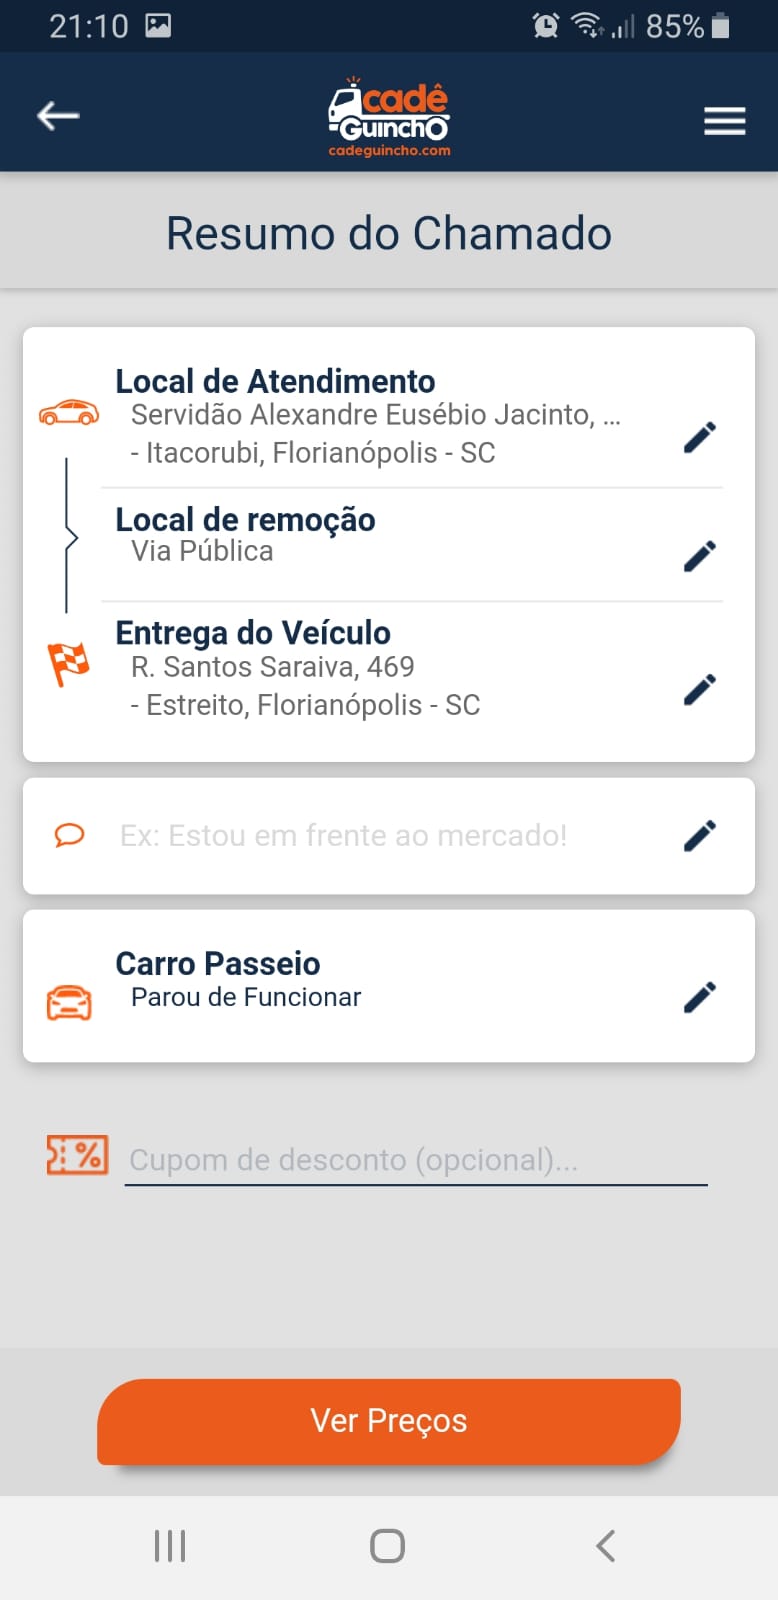 21:10
85%
cadê
Guincho
cadeguincho.com
Resumo do Chamado
Local de Atendimento
Servidão Alexandre Eusébio Jacinto, ...
- Itacorubi, Florianópolis - SC
Local de remoção
Via Pública
Entrega do Veículo
R. Santos Saraiva, 469
- Estreito, Florianópolis - SC
Ex: Estou em frente ao mercado!
Carro Passeio
Parou de Funcionar
%
Cupom de desconto (opcional)...
Ver Preços